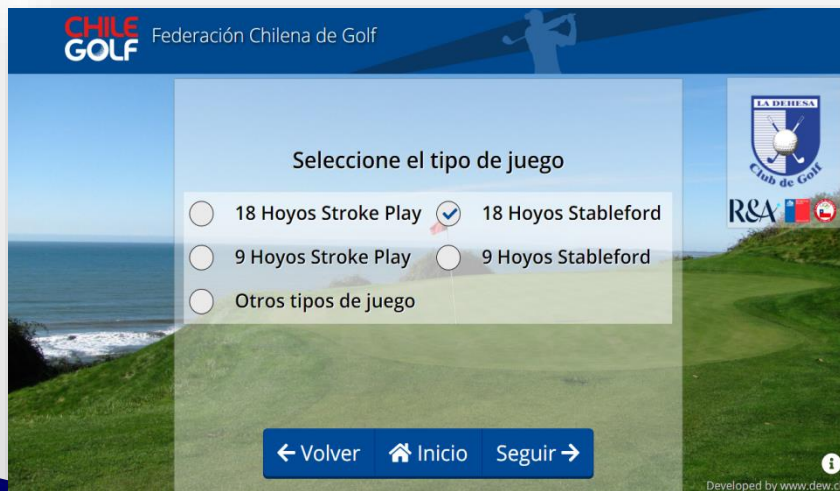 CHILE
GOLF
Federación Chilena de Golf
LA DEHESA
Club de Golf
R&A
Seleccione el tipo de juego
18 Hoyos Stroke Play
18 Hoyos Stableford
9 Hoyos Stroke Play
9 Hoyos Stableford
Otros tipos de juego
Volver
Inicio
Seguir
Developed by www.dew.c